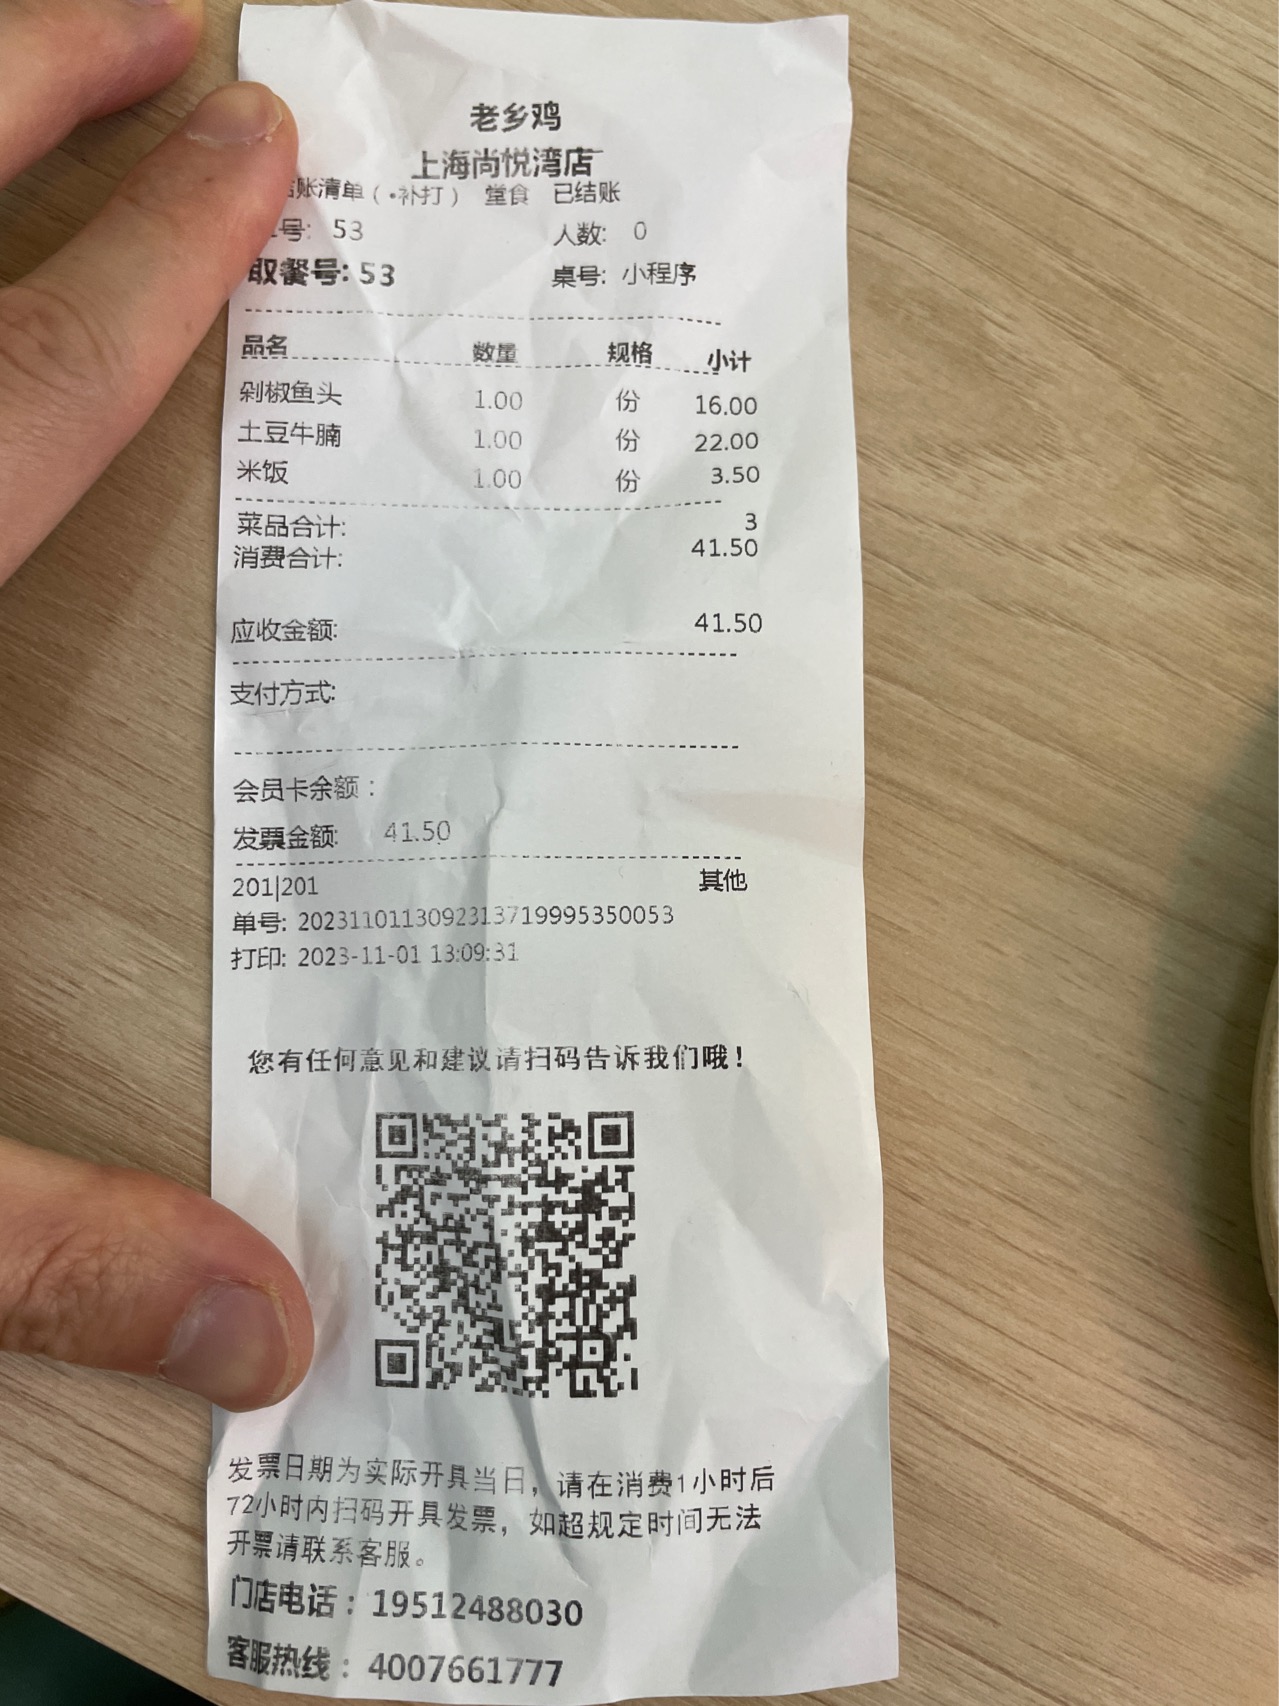 老乡鸡
上海尚悦湾店
账清单（·补打） 堂食 已结账
号: 53 人数: 0
取餐号: 53 桌号: 小程序
品名 数量 规格 小计
剁椒鱼头 1.00 份 16.00
土豆牛腩 1.00 份 22.00
米饭 1.00 份 3.50
菜品合计: 3
消费合计: 41.50
应收金额: 41.50
支付方式:
会员卡余额：
发票金额: 41.50
201|201 其他
单号: 2023110113092313719995350053
打印: 2023-11-01 13:09:31
您有任何意见和建议请扫码告诉我们哦！
发票日期为实际开具当日，请在消费1小时后
72小时内扫码开具发票，如超规定时间无法
开票请联系客服。
门店电话：19512488030
客服热线：4007661777